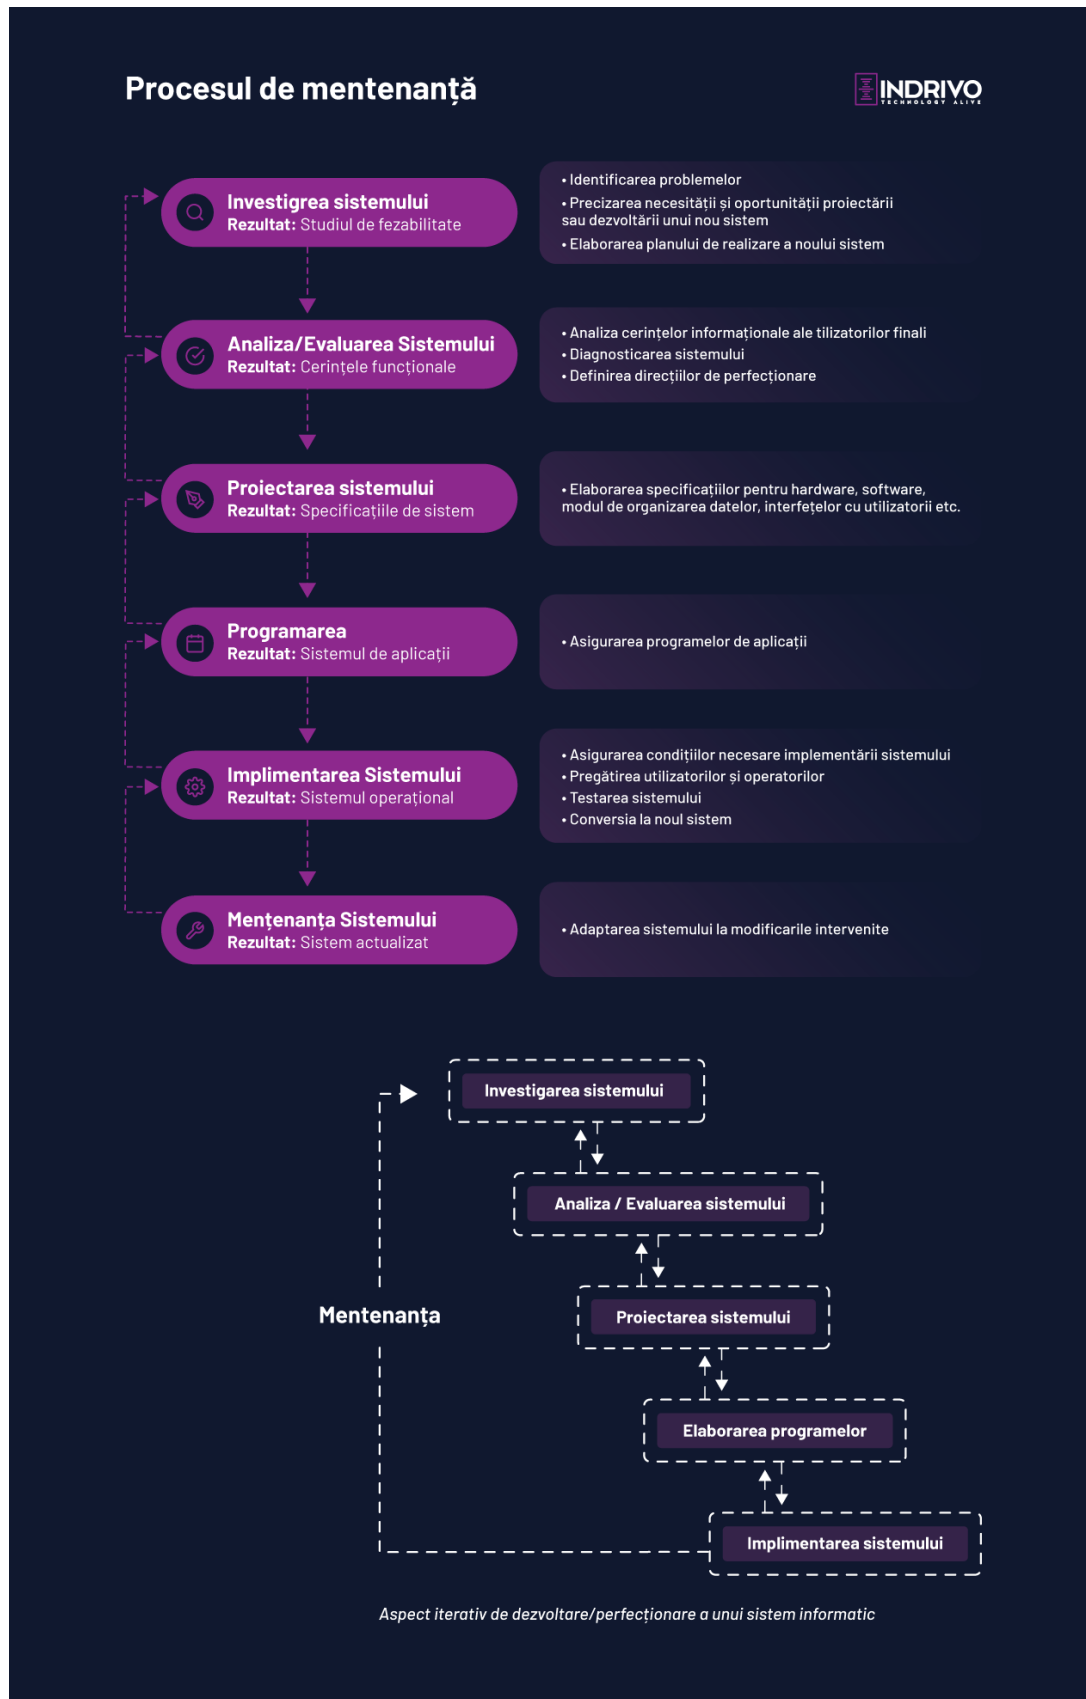 Procesul de mentenanță
INDRIVO
TECHNOLOGY ALIVE
Investigrea sistemului
Rezultat: Studiul de fezabilitate
• Identificarea problemelor
• Precizarea necesității și oportunității proiectării
sau dezvoltării unui nou sistem
• Elaborarea planului de realizare a noului sistem
Analiza/Evaluarea Sistemului
Rezultat: Cerințele funcționale
• Analiza cerințelor informaționale ale tilizatorilor finali
• Diagnosticarea sistemului
• Definirea direcțiilor de perfecționare
Proiectarea sistemului
Rezultat: Specificațiile de sistem
• Elaborarea specificațiilor pentru hardware, software,
modul de organizarea datelor, interfețelor cu utilizatorii etc.
Programarea
Rezultat: Sistemul de aplicații
• Asigurarea programelor de aplicații
Implimentarea Sistemului
Rezultat: Sistemul operațional
• Asigurarea condițiilor necesare implementării sistemului
• Pregătirea utilizatorilor și operatorilor
• Testarea sistemului
• Conversia la noul sistem
Mențenanța Sistemului
Rezultat: Sistem actualizat
• Adaptarea sistemului la modificarile intervenite
Investigarea sistemului
Analiza / Evaluarea sistemului
Mentenanța
Proiectarea sistemului
Elaborarea programelor
Implimentarea sistemului
Aspect iterativ de dezvoltare/perfecționare a unui sistem informatic